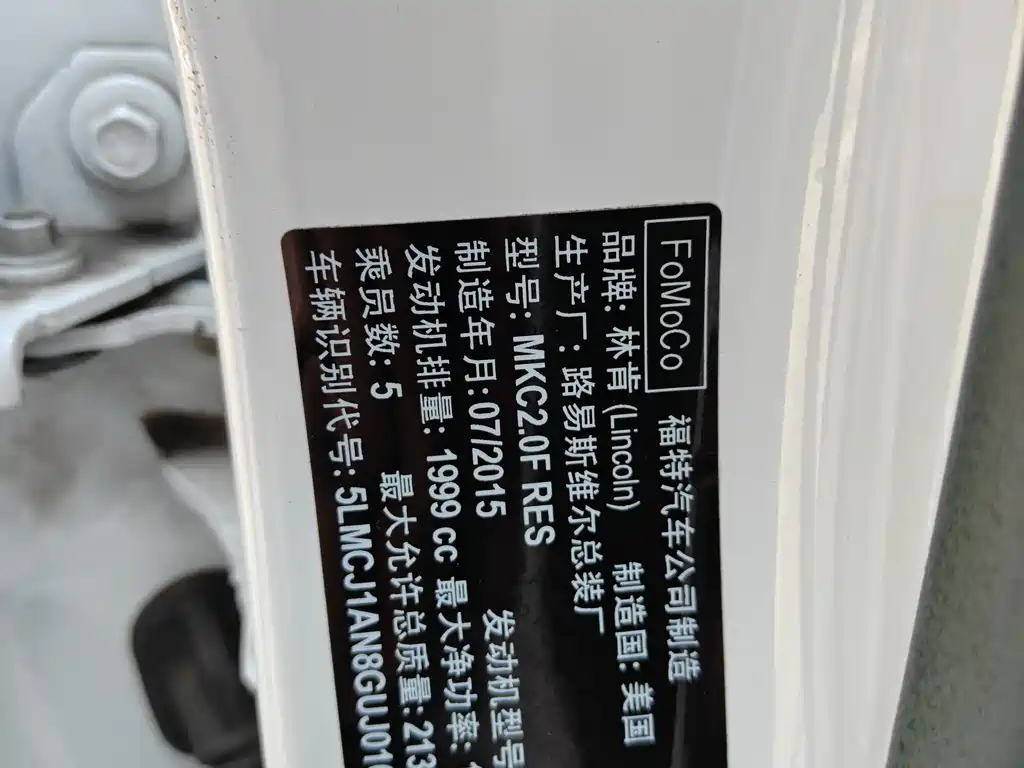 FoMoCo 福特汽车公司制造
品牌: 林肯 (Lincoln) 制造国: 美国
生产厂: 路易斯维尔总装厂
型号: MKC2.0F RES 发动机型号
制造年月: 07/2015
发动机排量: 1999 cc 最大净功率:
乘员数: 5 最大允许总质量: 213
车辆识别代号: 5LMCJ1AN8GUJ01